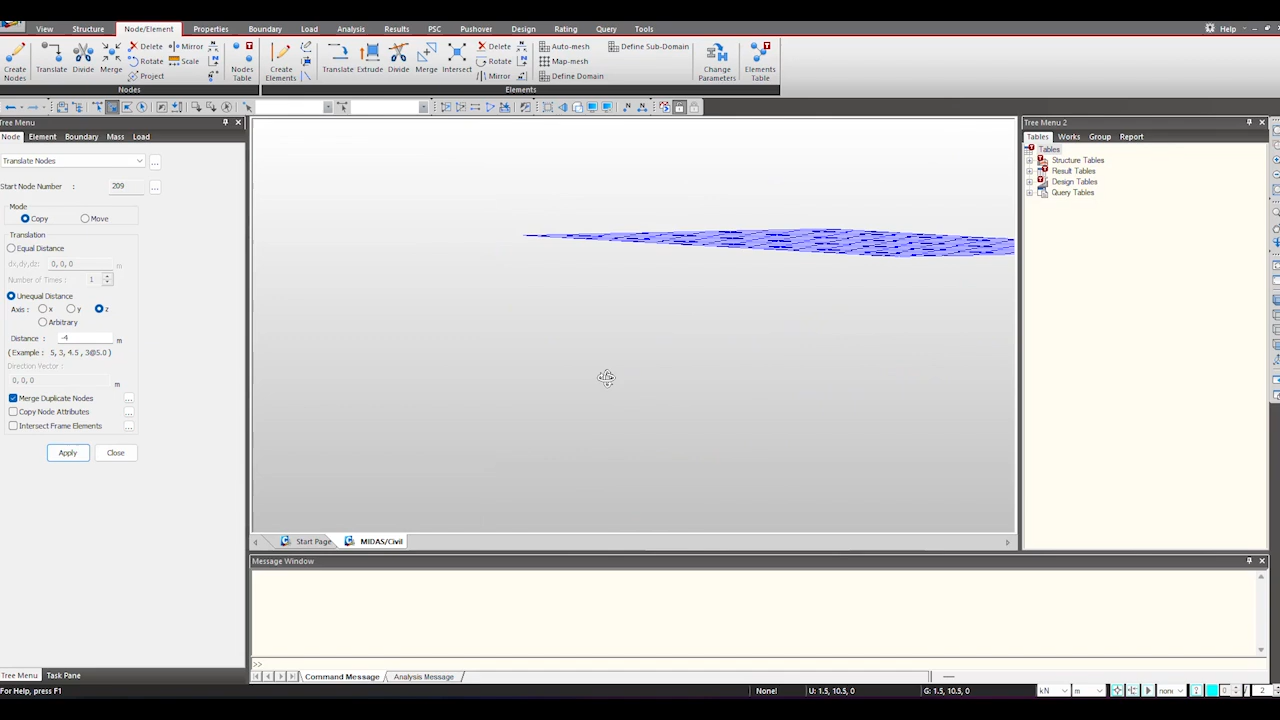 View Structure Node/Element Properties Boundary Load Analysis Results PSC Pushover Design Rating Query Tools Help
Create Nodes Translate Divide Merge Delete Rotate Project Mirror Scale Nodes Table
Create Elements Translate Extrude Divide Merge Intersect Delete Rotate Mirror Auto-mesh Map-mesh Define Domain Define Sub-Domain Change Parameters Elements Table
Nodes Elements
Tree Menu
Node Element Boundary Mass Load
Translate Nodes
...
Start Node Number : 209
...
Mode
Copy Move
Translation
Equal Distance
dx,dy,dz: 0, 0, 0 m
Number of Times : 1
Unequal Distance
Axis : x y z
Arbitrary
Distance : -4 m
( Example : 5, 3, 4.5 , 3@5.0 )
Direction Vector :
0, 0, 0 m
Merge Duplicate Nodes ...
Copy Node Attributes ...
Intersect Frame Elements ...
Apply Close
Tree Menu Task Pane
Start Page MIDAS/Civil
Tree Menu 2
Tables Works Group Report
Tables
Structure Tables
Result Tables
Design Tables
Query Tables
Message Window
>>
Command Message Analysis Message
For Help, press F1 None! U: 1.5, 10.5, 0 G: 1.5, 10.5, 0 kN m none ? 0 / 2